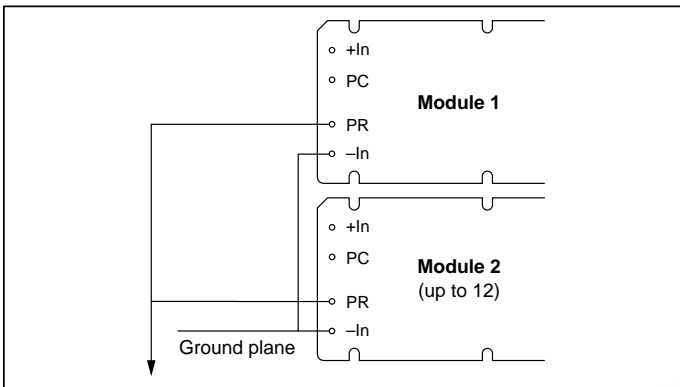 +In
PC
Module 1
PR
–In
+In
PC
Module 2
(up to 12)
PR
–In
Ground plane